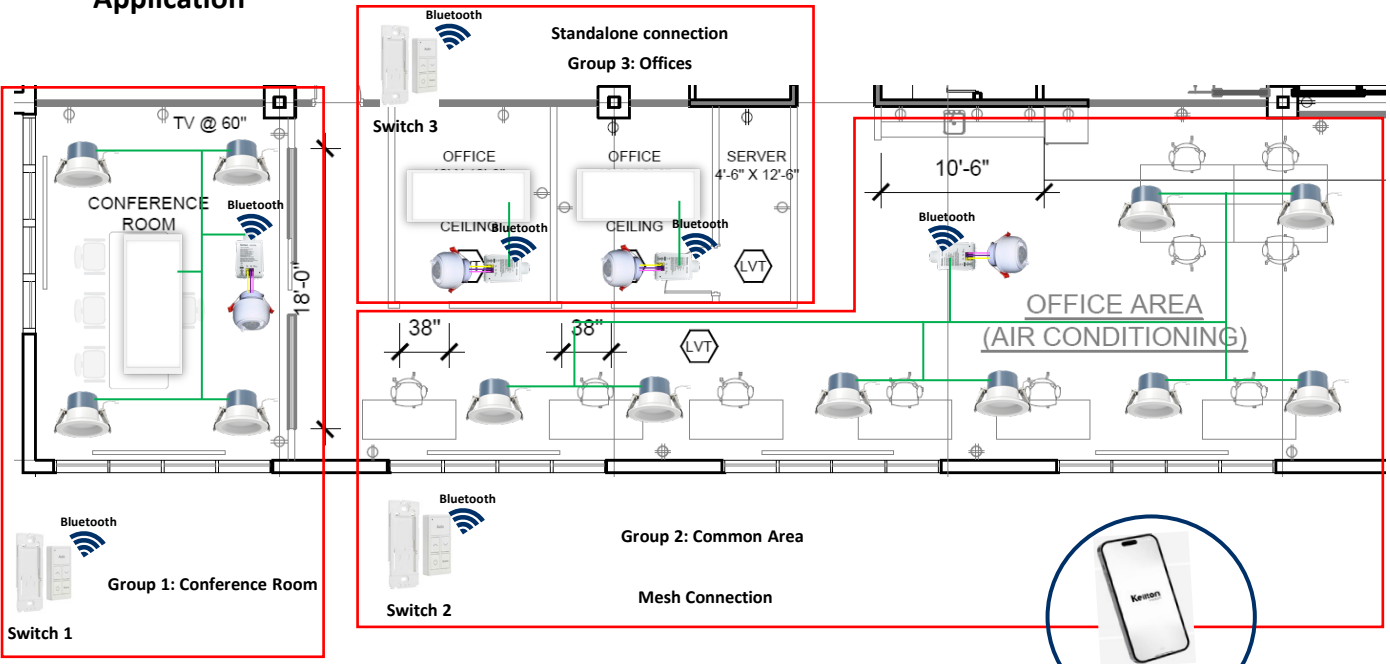 Application
Bluetooth
Standalone connection
Group 3: Offices
Switch 3
TV @ 60"
OFFICE
OFFICE
SERVER
4'-6" X 12'-6"
10'-6"
CONFERENCE
ROOM
Bluetooth
CEILING
Bluetooth
CEILING
Bluetooth
Bluetooth
LVT
18'-0"
OFFICE AREA
(AIR CONDITIONING)
38"
38"
LVT
Bluetooth
Bluetooth
Group 2: Common Area
Group 1: Conference Room
Mesh Connection
Switch 2
Switch 1
Keilton